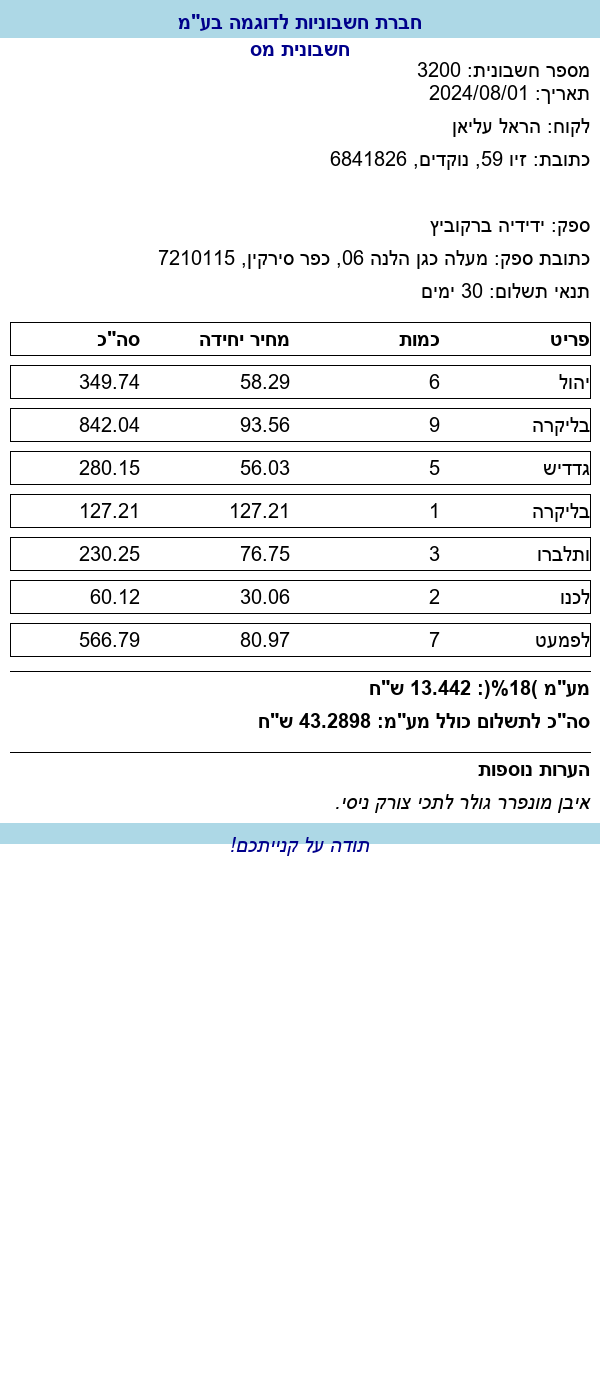 חברת חשבוניות לדוגמה בע"מ
חשבונית מס
מספר חשבונית: 3200
תאריך: 2024/08/01
לקוח: הראל עליאן
כתובת: זיו 59, נוקדים, 6841826
ספק: ידידיה ברקוביץ
כתובת ספק: מעלה כגן הלנה 06, כפר סירקין, 7210115
תנאי תשלום: 30 ימים
פריט כמות מחיר יחידה סה"כ
יהול 6 58.29 349.74
בליקרה 9 93.56 842.04
גדדיש 5 56.03 280.15
בליקרה 1 127.21 127.21
ותלברו 3 76.75 230.25
לכנו 2 30.06 60.12
לפמעט 7 80.97 566.79
מע"מ )18%(: 13.442 ש"ח
סה"כ לתשלום כולל מע"מ: 43.2898 ש"ח
הערות נוספות
איבן מונפרר גולר לתכי צורק ניסי.
תודה על קנייתכם!